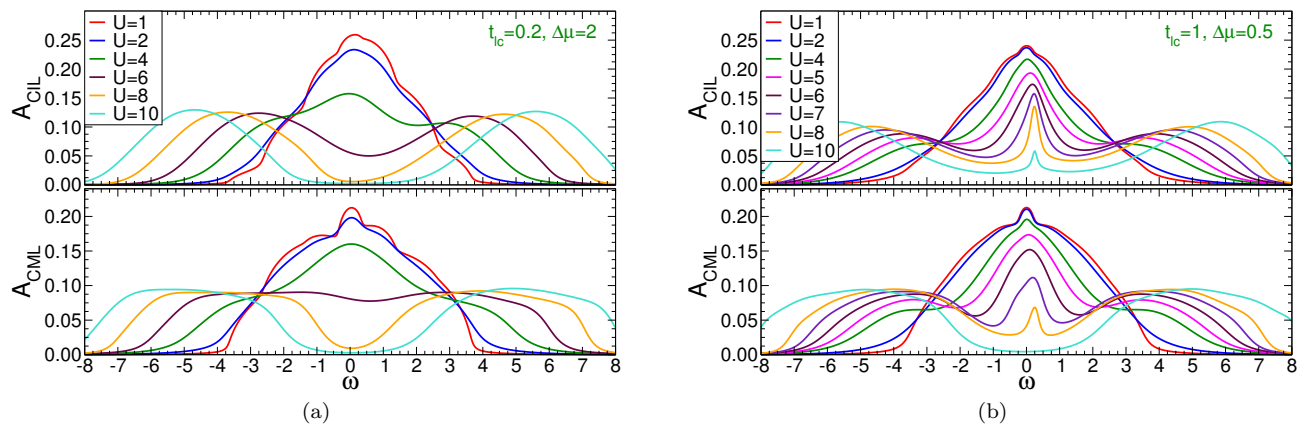 U=1
U=2
U=4
U=6
U=8
U=10
t_lc=0.2, Δμ=2
A_CIL
0.25
0.20
0.15
0.10
0.05
0.00
A_CML
0.20
0.15
0.10
0.05
0.00
-8 -7 -6 -5 -4 -3 -2 -1 0 1 2 3 4 5 6 7 8
ω
(a)
U=1
U=2
U=4
U=5
U=6
U=7
U=8
U=10
t_lc=1, Δμ=0.5
A_CIL
0.25
0.20
0.15
0.10
0.05
0.00
A_CML
0.20
0.15
0.10
0.05
0.00
-8 -7 -6 -5 -4 -3 -2 -1 0 1 2 3 4 5 6 7 8
ω
(b)